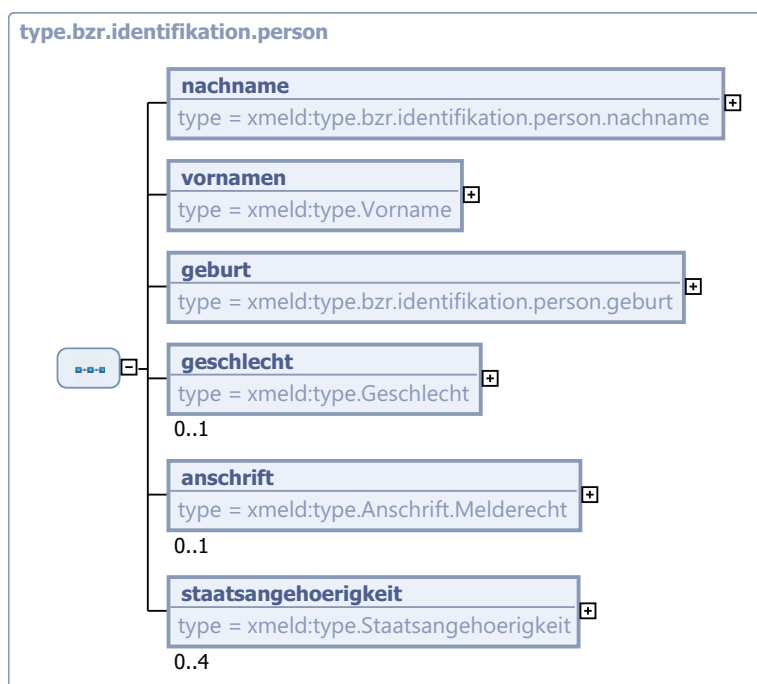 type.bzr.identifikation.person
nachname
type = xmeld:type.bzr.identifikation.person.nachname
vornamen
type = xmeld:type.Vorname
geburt
type = xmeld:type.bzr.identifikation.person.geburt
geschlecht
type = xmeld:type.Geschlecht
0..1
anschrift
type = xmeld:type.Anschrift.Melderecht
0..1
staatsangehoerigkeit
type = xmeld:type.Staatsangehoerigkeit
0..4